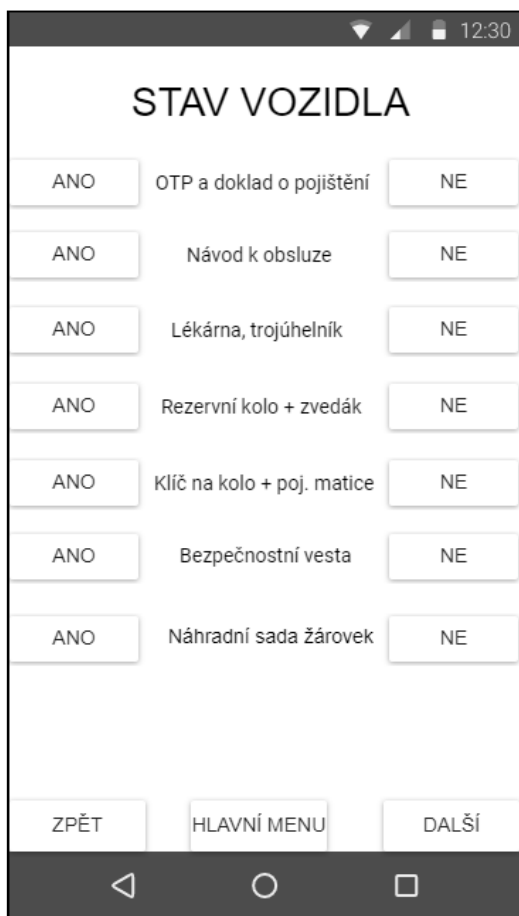 12:30
STAV VOZIDLA
ANO OTP a doklad o pojištění NE
ANO Návod k obsluze NE
ANO Lékárna, trojúhelník NE
ANO Rezervní kolo + zvedák NE
ANO Klíč na kolo + poj. matice NE
ANO Bezpečnostní vesta NE
ANO Náhradní sada žárovek NE
ZPĚT HLAVNÍ MENU DALŠÍ